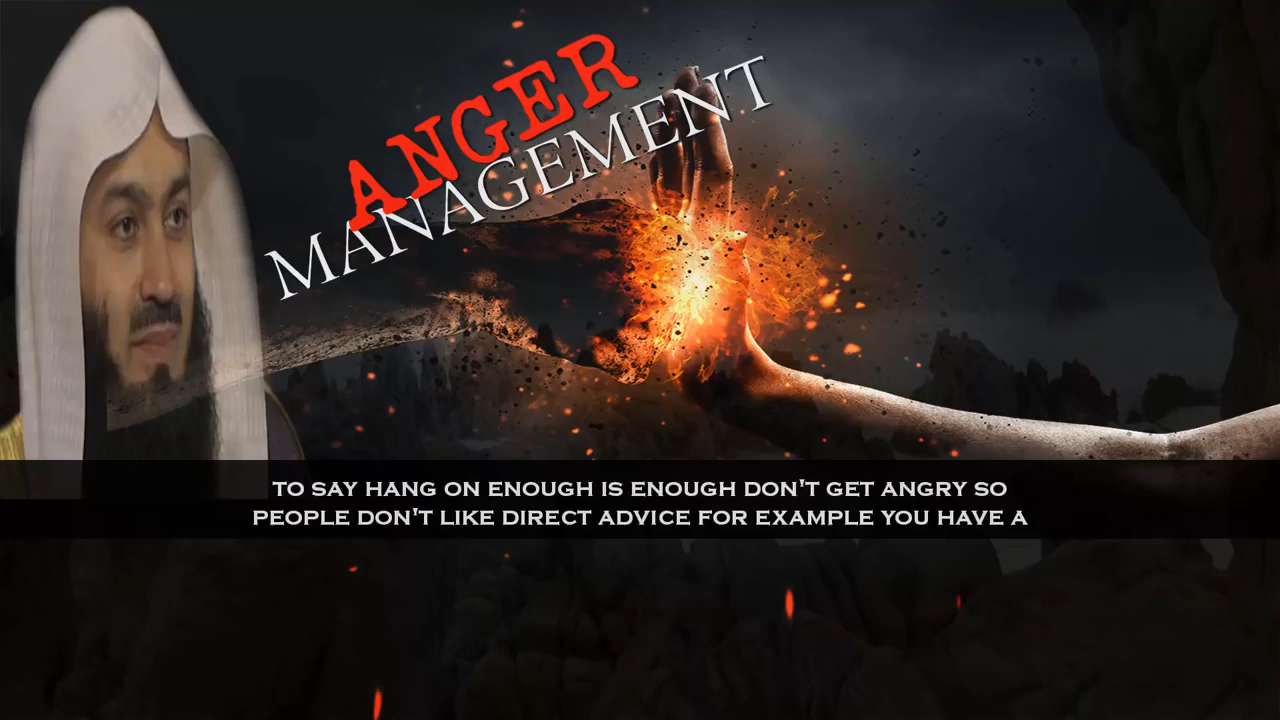 ANGER
MANAGEMENT
TO SAY HANG ON ENOUGH IS ENOUGH DON'T GET ANGRY SO
PEOPLE DON'T LIKE DIRECT ADVICE FOR EXAMPLE YOU HAVE A